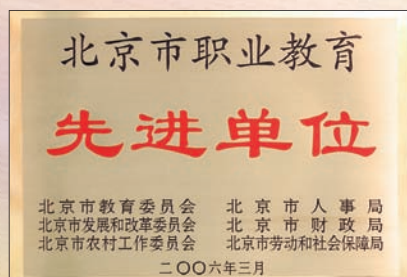 北京市职业教育
先进单位
北京市教育委员会 北京市人事局
北京市发展和改革委员会 北京市财政局
北京市农村工作委员会 北京市劳动和社会保障局
二〇〇六年三月